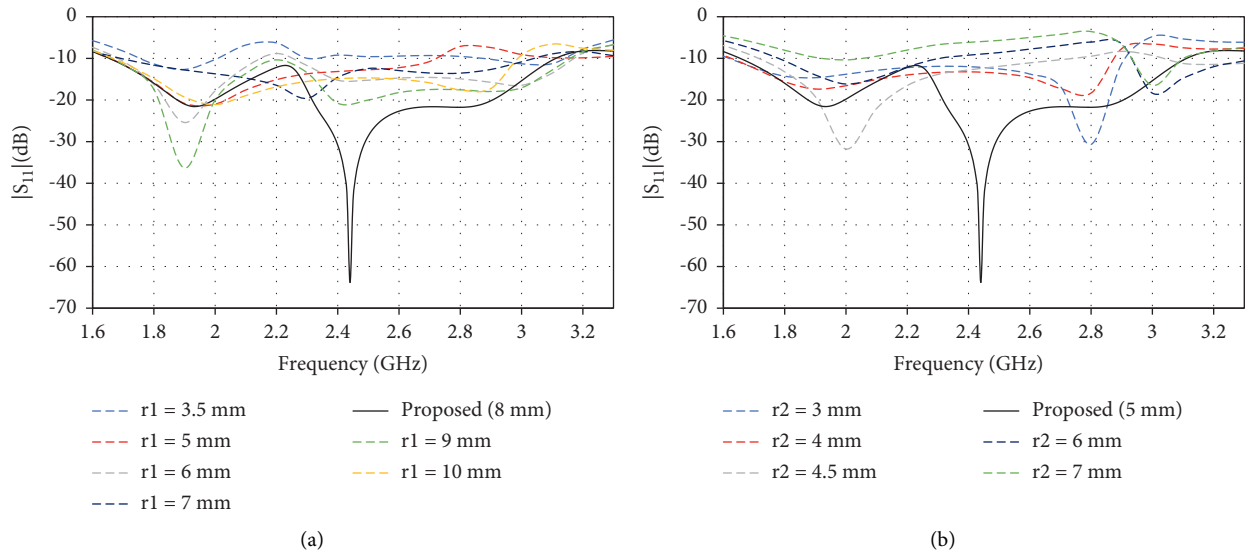 0
-10
-20
-30
-40
-50
-60
-70
|S11|(dB)
1.6 1.8 2 2.2 2.4 2.6 2.8 3 3.2
Frequency (GHz)
r1 = 3.5 mm
r1 = 5 mm
r1 = 6 mm
r1 = 7 mm
Proposed (8 mm)
r1 = 9 mm
r1 = 10 mm
(a)
0
-10
-20
-30
-40
-50
-60
-70
|S11|(dB)
1.6 1.8 2 2.2 2.4 2.6 2.8 3 3.2
Frequency (GHz)
r2 = 3 mm
r2 = 4 mm
r2 = 4.5 mm
Proposed (5 mm)
r2 = 6 mm
r2 = 7 mm
(b)